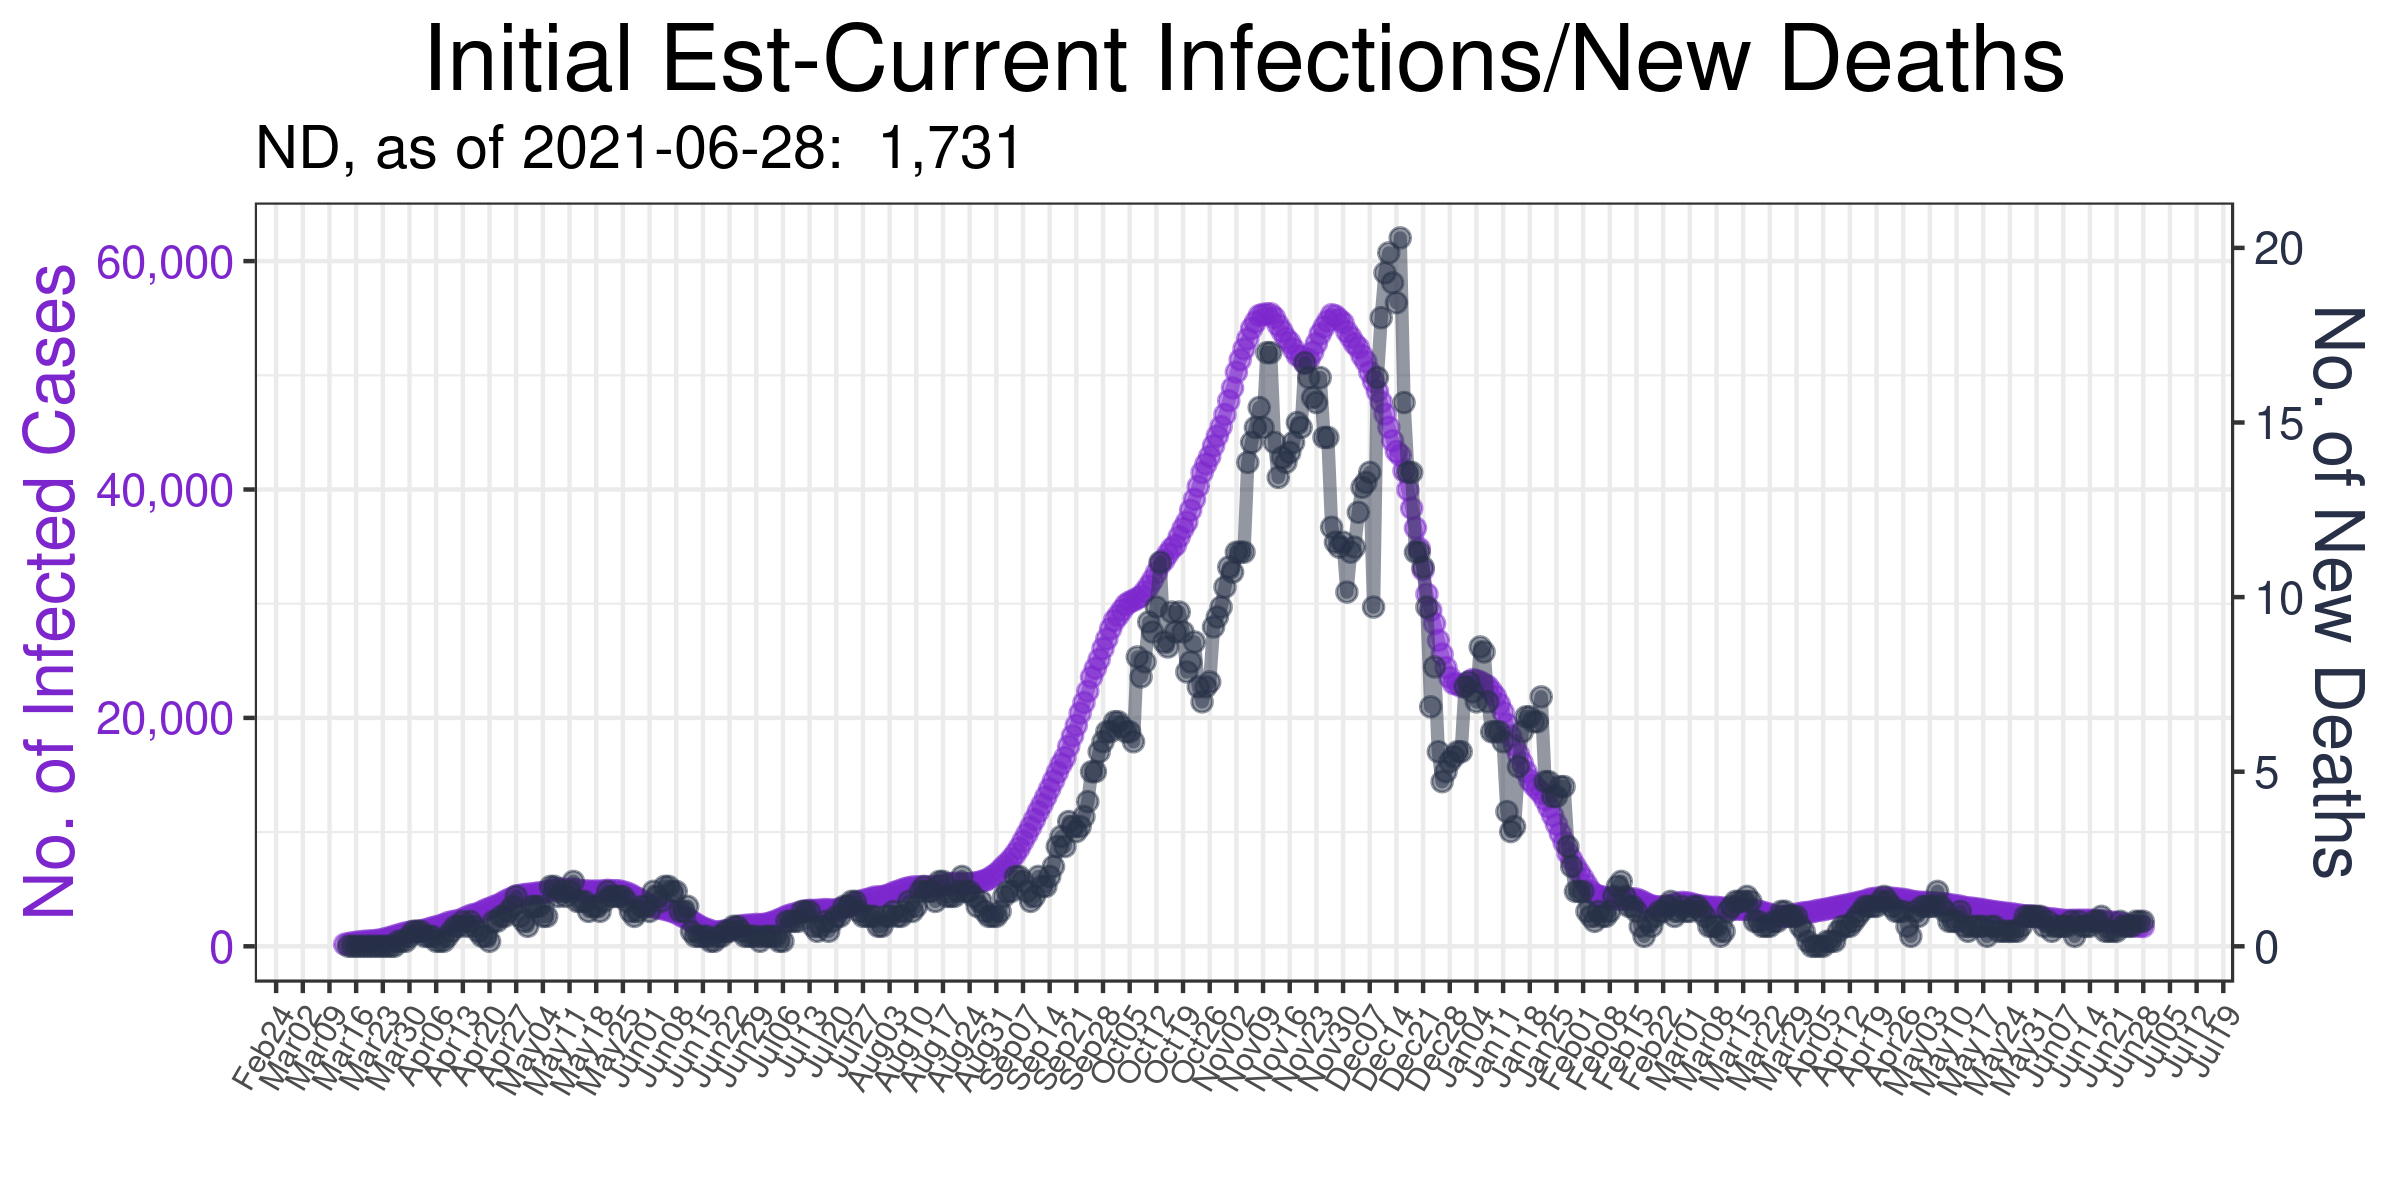 Initial Est-Current Infections/New Deaths
ND, as of 2021-06-28:  1,731
No. of Infected Cases
60,000
40,000
20,000
0
20
15
10
5
0
No. of New Deaths
Feb24
Mar02
Mar09
Mar16
Mar23
Mar30
Apr06
Apr13
Apr20
Apr27
May04
May11
May18
May25
Jun01
Jun08
Jun15
Jun22
Jun29
Jul06
Jul13
Jul20
Jul27
Aug03
Aug10
Aug17
Aug24
Aug31
Sep07
Sep14
Sep21
Sep28
Oct05
Oct12
Oct19
Oct26
Nov02
Nov09
Nov16
Nov23
Nov30
Dec07
Dec14
Dec21
Dec28
Jan04
Jan11
Jan18
Jan25
Feb01
Feb08
Feb15
Feb22
Mar01
Mar08
Mar15
Mar22
Mar29
Apr05
Apr12
Apr19
Apr26
May03
May10
May17
May24
May31
Jun07
Jun14
Jun21
Jun28
Jul05
Jul12
Jul19